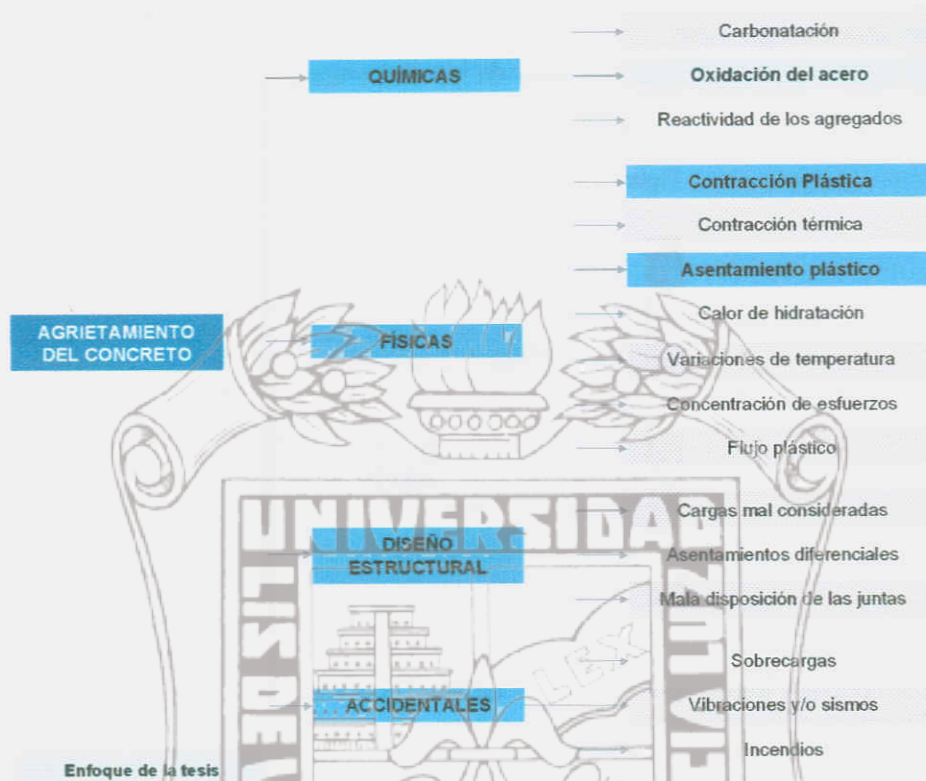 AGRIETAMIENTO
DEL CONCRETO
QUÍMICAS
Carbonatación
Oxidación del acero
Reactividad de los agregados
FÍSICAS
Contracción Plástica
Contracción térmica
Asentamiento plástico
Calor de hidratación
Variaciones de temperatura
Concentración de esfuerzos
Flujo plástico
DISEÑO
ESTRUCTURAL
Cargas mal consideradas
Asentamientos diferenciales
Mala disposición de las juntas
ACCIDENTALES
Sobrecargas
Vibraciones y/o sismos
Incendios
Enfoque de la tesis
UNIVERSIDAD
LEX